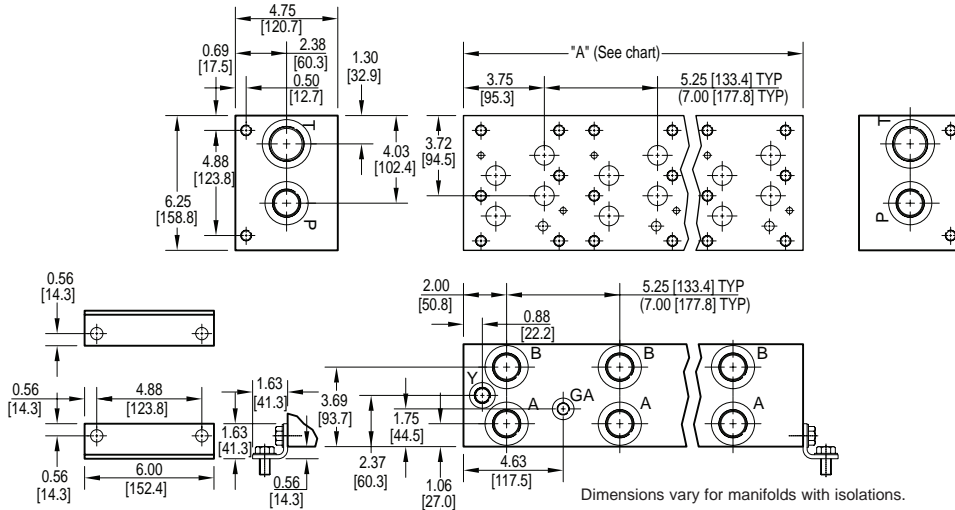 4.75
[120.7]
0.69
[17.5]
2.38
[60.3]
0.50
[12.7]
1.30
[32.9]
"A" (See chart)
3.75
[95.3]
5.25 [133.4] TYP
(7.00 [177.8] TYP)
T
P
4.88
[123.8]
6.25
[158.8]
4.03
[102.4]
3.72
[94.5]
T
P
0.56
[14.3]
2.00
[50.8]
0.88
[22.2]
5.25 [133.4] TYP
(7.00 [177.8] TYP)
B
B
B
Y
GA
A
A
A
0.56
[14.3]
4.88
[123.8]
1.63
[41.3]
3.69
[93.7]
1.75
[44.5]
1.63
[41.3]
0.56
[14.3]
6.00
[152.4]
0.56
[14.3]
2.37
[60.3]
1.06
[27.0]
4.63
[117.5]
Dimensions vary for manifolds with isolations.